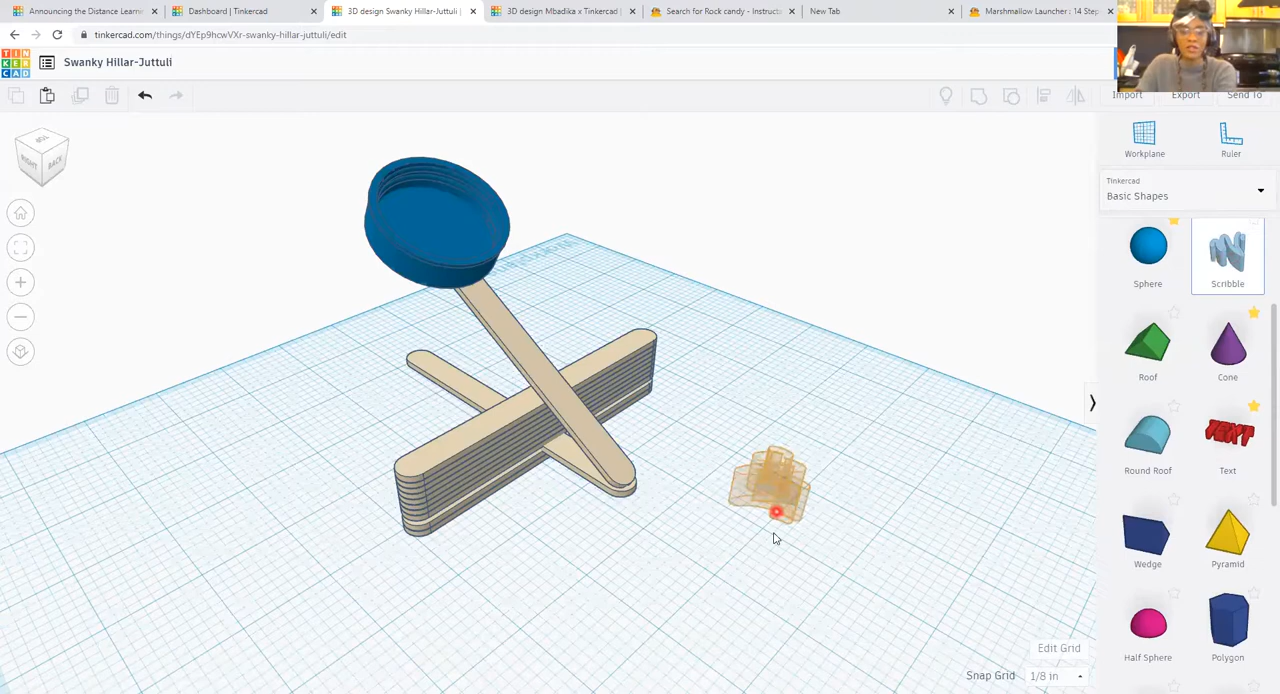 Announcing the Distance Learni
Dashboard | Tinkercad
3D design Swanky Hillar-Juttuli |
3D design Mbadika x Tinkercad |
Search for Rock candy - Instructa
New Tab
Marshmallow Launcher : 14 Step
tinkercad.com/things/dYEp9hcwVXr-swanky-hillar-juttuli/edit
TIN
KER
CAD
Swanky Hillar-Juttuli
Import
Export
Send To
TOP
RIGHT
BACK
Workplane
Ruler
Tinkercad
Basic Shapes
Sphere
Scribble
Roof
Cone
TEXT
Round Roof
Text
Wedge
Pyramid
Half Sphere
Polygon
Edit Grid
Snap Grid
1/8 in